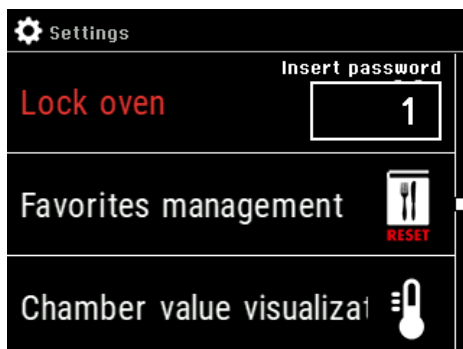 Settings
Insert password
Lock oven
1
Favorites management
RESET
Chamber value visualizat